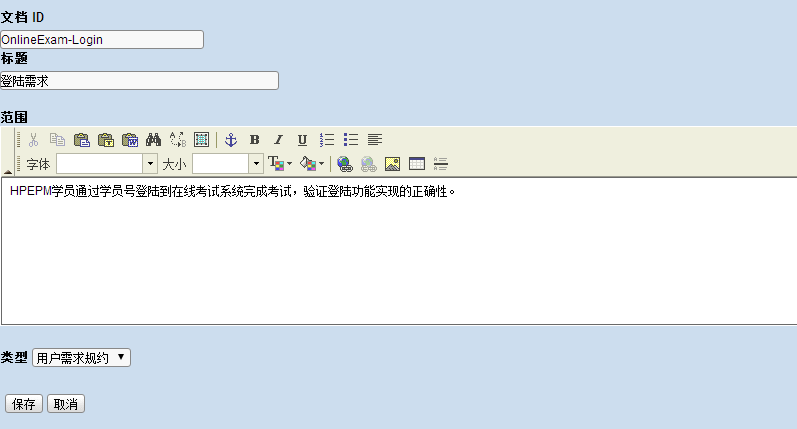 文档 ID
OnlineExam-Login
标题
登陆需求
范围
B I U
字体 大小
HPEPM学员通过学员号登陆到在线考试系统完成考试，验证登陆功能实现的正确性。
类型 用户需求规约
保存 取消